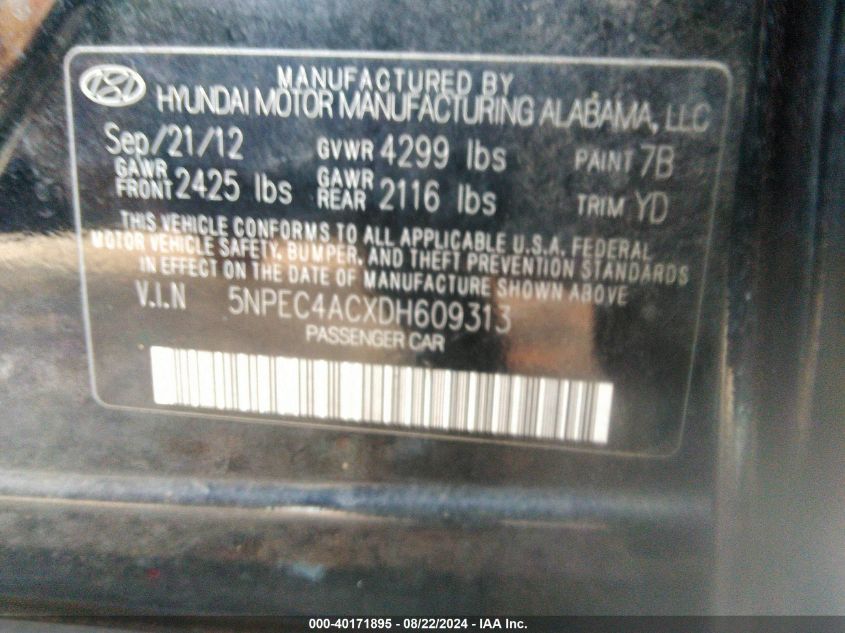 MANUFACTURED BY
HYUNDAI MOTOR MANUFACTURING ALABAMA, LLC
Sep/21/12 GVWR 4299 lbs PAINT 7B
GAWR FRONT 2425 lbs GAWR REAR 2116 lbs TRIM YD
THIS VEHICLE CONFORMS TO ALL APPLICABLE U.S.A. FEDERAL
MOTOR VEHICLE SAFETY, BUMPER, AND THEFT PREVENTION STANDARDS
IN EFFECT ON THE DATE OF MANUFACTURE SHOWN ABOVE
V.I.N 5NPEC4ACXDH609313
PASSENGER CAR
000-40171895 - 08/22/2024 - IAA Inc.